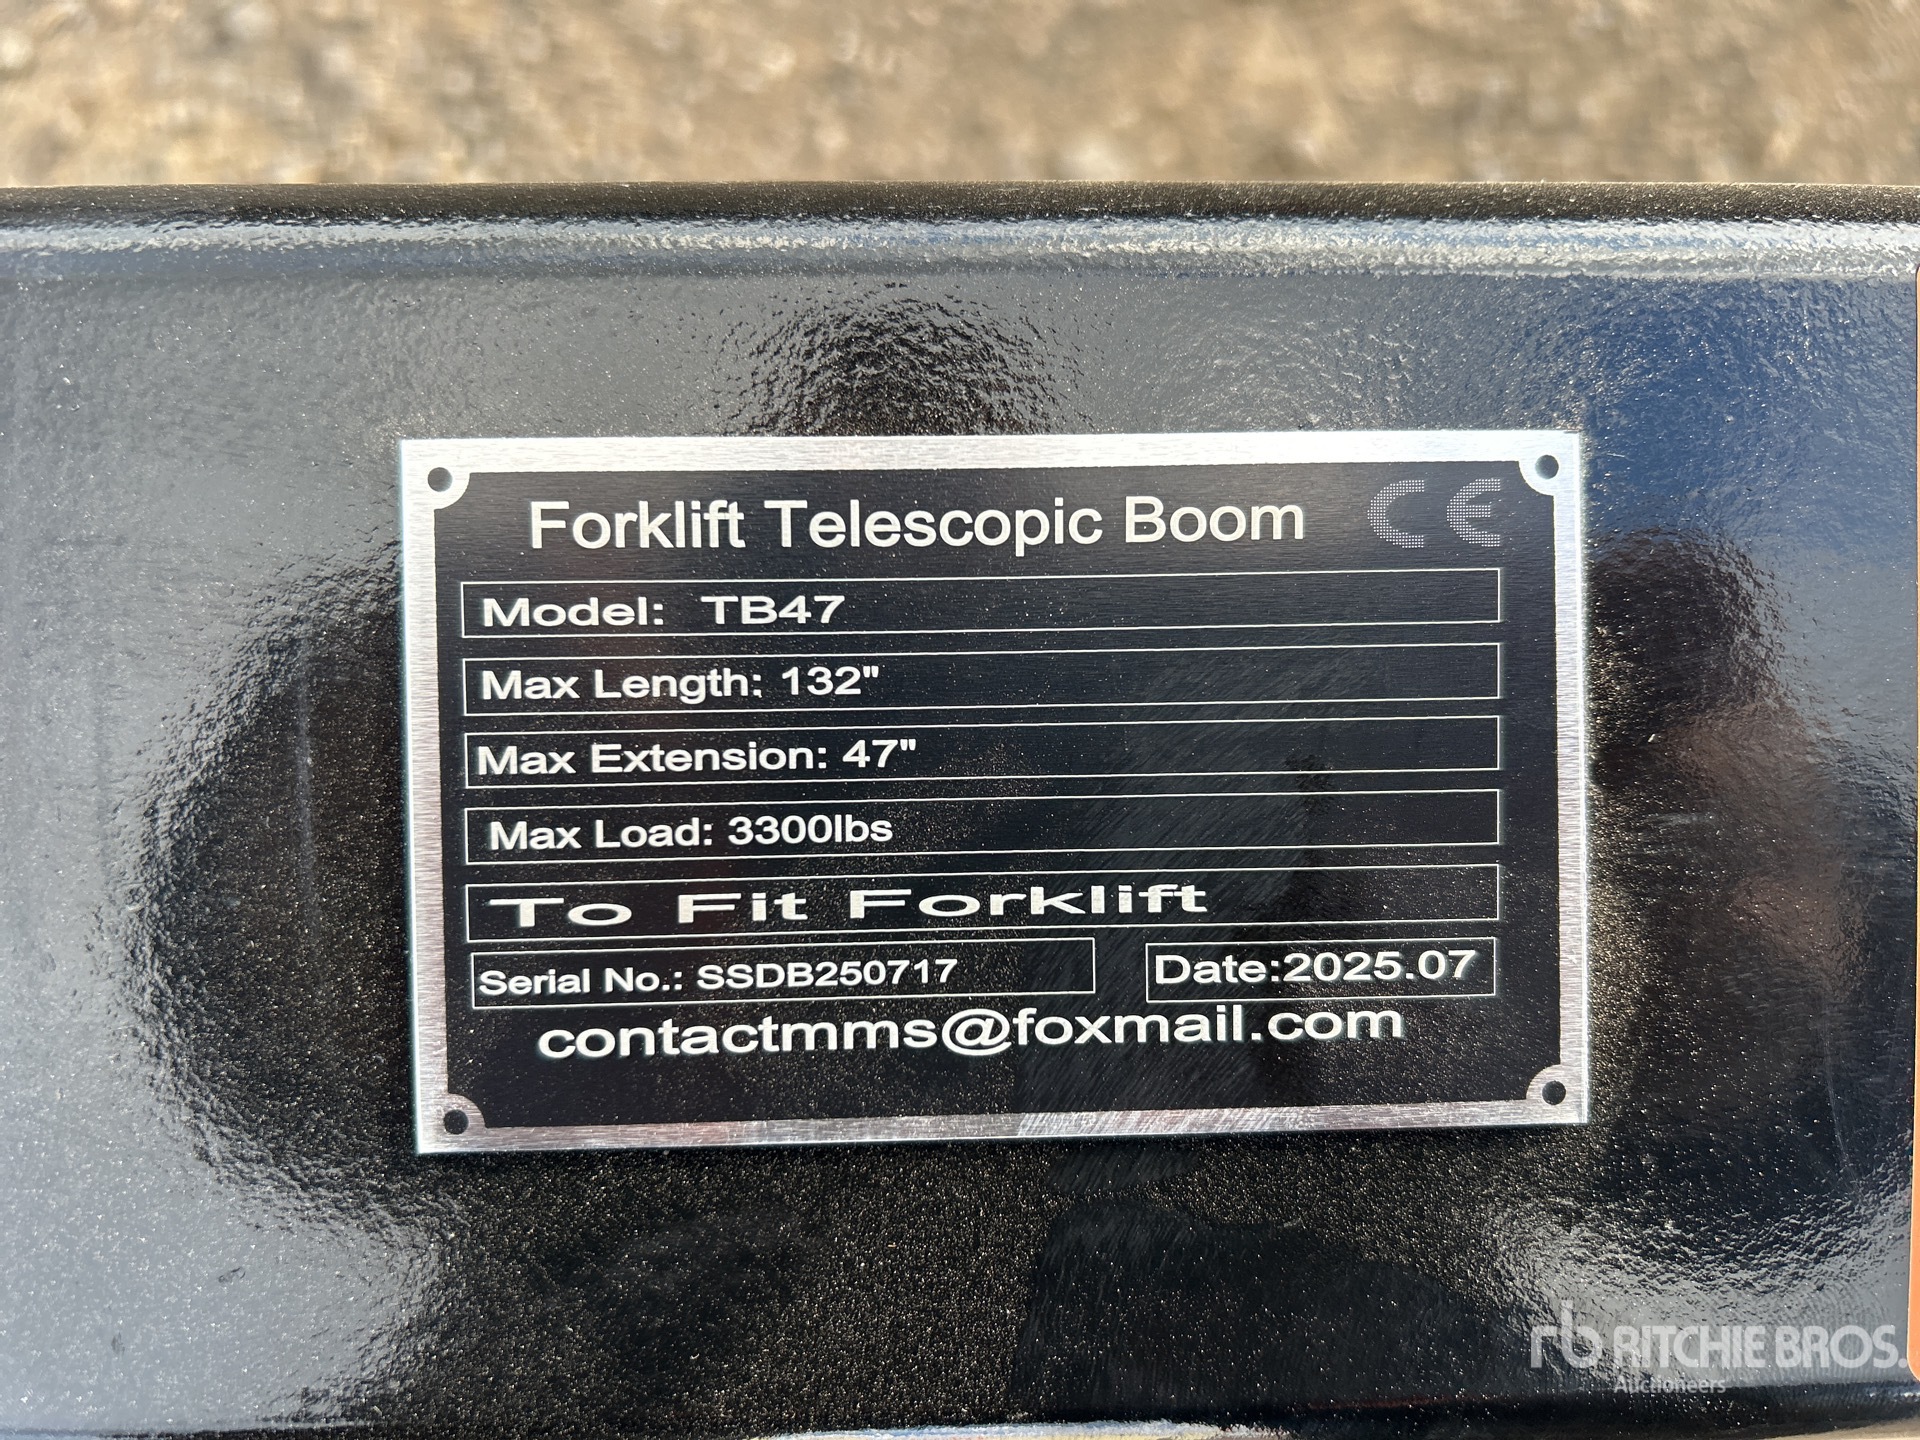 Forklift Telescopic Boom CE
Model: TB47
Max Length: 132"
Max Extension: 47"
Max Load: 3300lbs
To Fit Forklift
Serial No.: SSDB250717 Date:2025.07
contactmms@foxmail.com
rb RITCHIE BROS.
Auctioneers